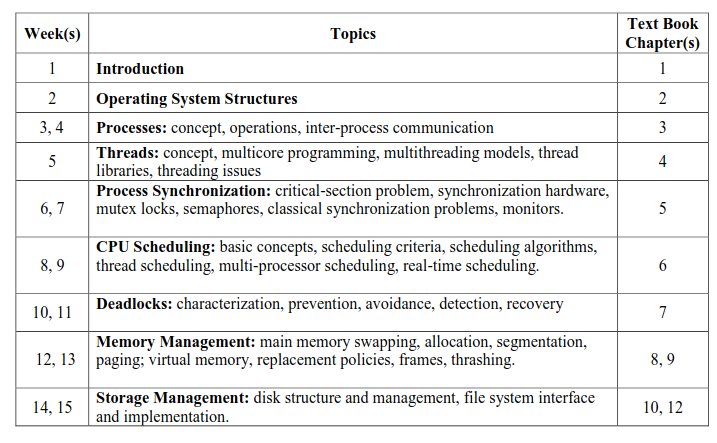 Week(s) Topics Text Book
Chapter(s)
1 Introduction 1
2 Operating System Structures 2
3, 4 Processes: concept, operations, inter-process communication 3
5 Threads: concept, multicore programming, multithreading models, thread 4
libraries, threading issues
6, 7 Process Synchronization: critical-section problem, synchronization hardware, 5
mutex locks, semaphores, classical synchronization problems, monitors.
8, 9 CPU Scheduling: basic concepts, scheduling criteria, scheduling algorithms, 6
thread scheduling, multi-processor scheduling, real-time scheduling.
10, 11 Deadlocks: characterization, prevention, avoidance, detection, recovery 7
12, 13 Memory Management: main memory swapping, allocation, segmentation, 8, 9
paging; virtual memory, replacement policies, frames, thrashing.
14, 15 Storage Management: disk structure and management, file system interface 10, 12
and implementation.